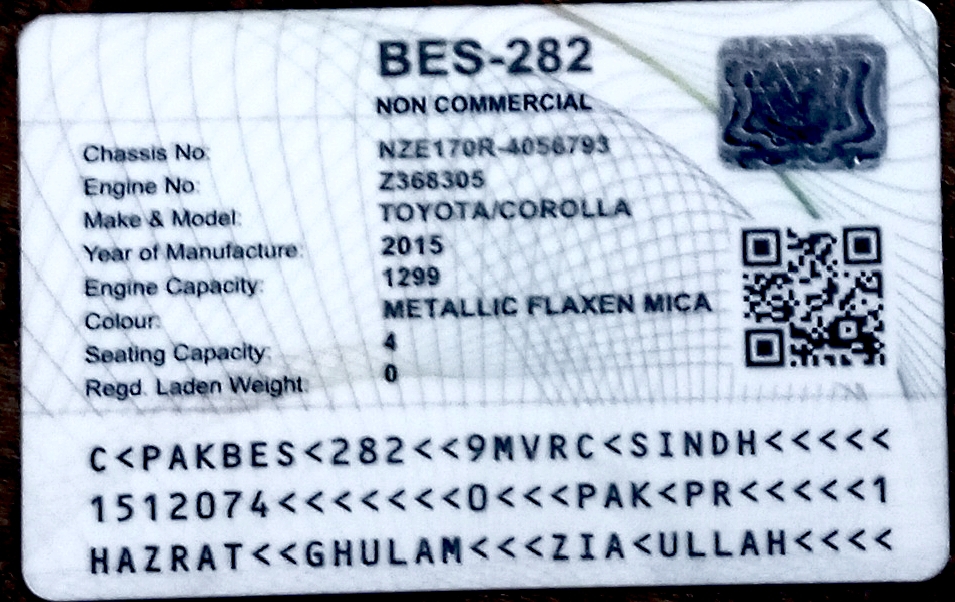 BES-282
NON COMMERCIAL
Chassis No: NZE170R-4056793
Engine No: Z368305
Make & Model: TOYOTA/COROLLA
Year of Manufacture: 2015
Engine Capacity: 1299
Colour: METALLIC FLAXEN MICA
Seating Capacity: 4
Regd. Laden Weight: 0
C<PAKBES<282<<9MVRC<SINDH<<<<<
1512074<<<<<<<0<<<PAK<PR<<<<<1
HAZRAT<<GHULAM<<<ZIA<ULLAH<<<<